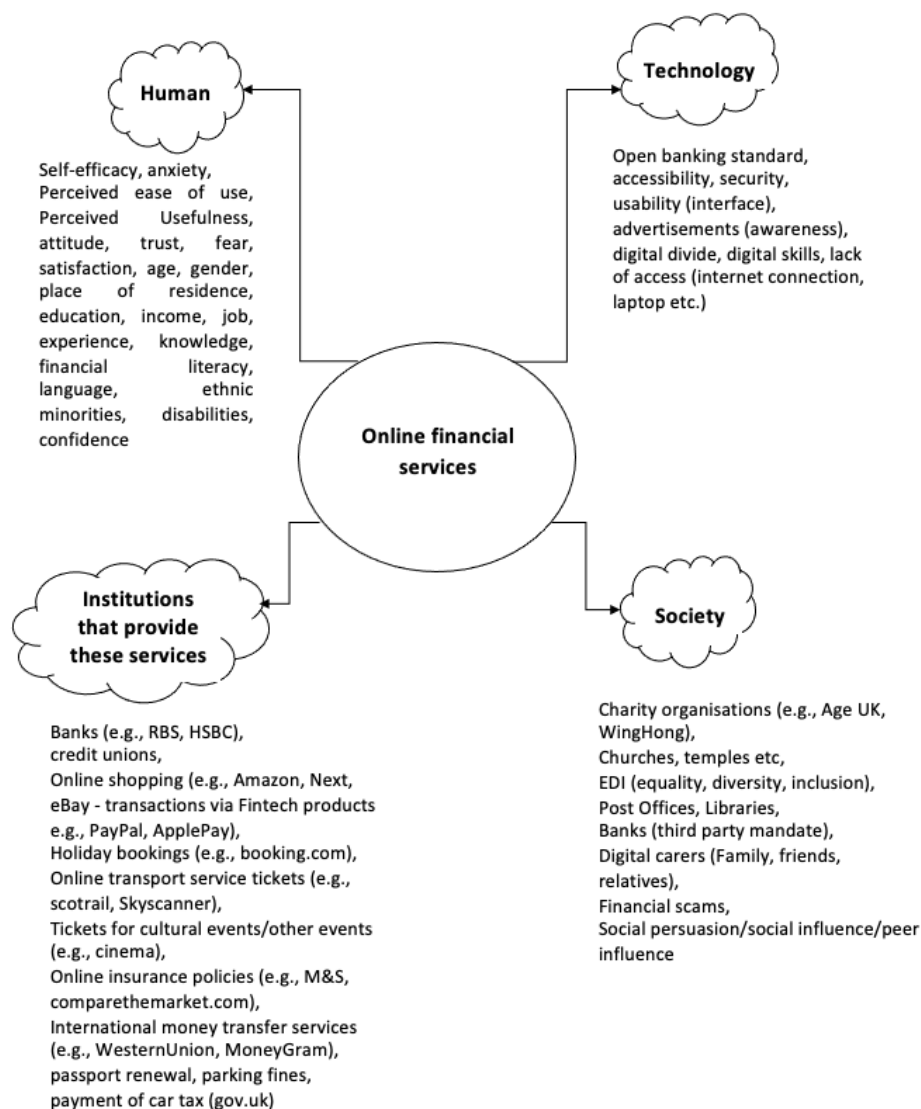 Human
Self-efficacy, anxiety,
Perceived ease of use,
Perceived Usefulness,
attitude, trust, fear,
satisfaction, age, gender,
place of residence,
education, income, job,
experience, knowledge,
financial literacy,
language, ethnic
minorities, disabilities,
confidence
Technology
Open banking standard,
accessibility, security,
usability (interface),
advertisements (awareness),
digital divide, digital skills, lack
of access (internet connection,
laptop etc.)
Online financial
services
Institutions
that provide
these services
Banks (e.g., RBS, HSBC),
credit unions,
Online shopping (e.g., Amazon, Next,
eBay - transactions via Fintech products
e.g., PayPal, ApplePay),
Holiday bookings (e.g., booking.com),
Online transport service tickets (e.g.,
scotrail, Skyscanner),
Tickets for cultural events/other events
(e.g., cinema),
Online insurance policies (e.g., M&S,
comparethemarket.com),
International money transfer services
(e.g., WesternUnion, MoneyGram),
passport renewal, parking fines,
payment of car tax (gov.uk)
Society
Charity organisations (e.g., Age UK,
WingHong),
Churches, temples etc,
EDI (equality, diversity, inclusion),
Post Offices, Libraries,
Banks (third party mandate),
Digital carers (Family, friends,
relatives),
Financial scams,
Social persuasion/social influence/peer
influence